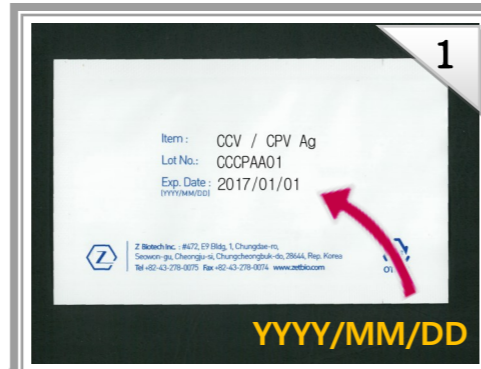 1
Item : CCV / CPV Ag
Lot No.: CCCPAA01
Exp. Date : 2017/01/01
(YYYY/MM/DD)
Z Biotech Inc. : #472, E9 Bldg, 1, Chungdae-ro,
Seowon-gu, Cheongju-si, Chungcheongbuk-do, 28644, Rep. Korea
Tel +82-43-278-0075 Fax +82-43-278-0074 www.zetbio.com
Z
YYYY/MM/DD